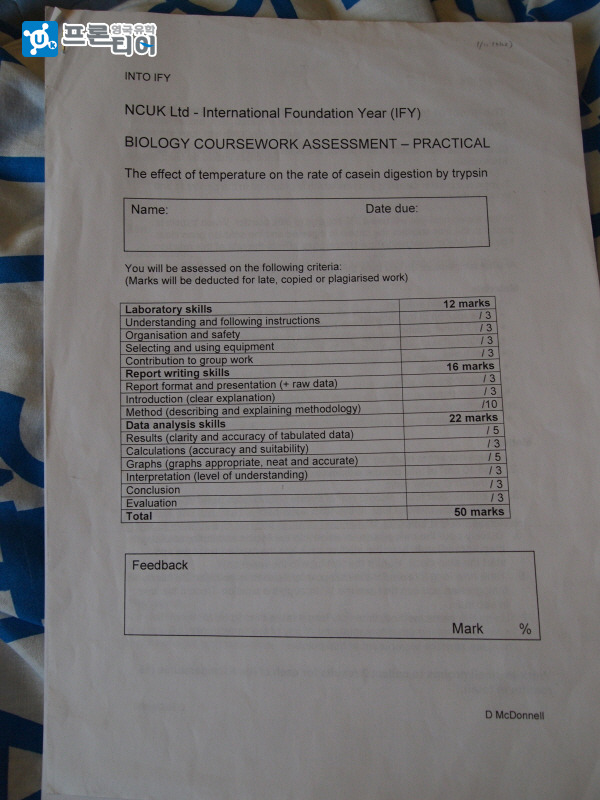 UK
프론티어
영국유학
INTO IFY
NCUK Ltd - International Foundation Year (IFY)
BIOLOGY COURSEWORK ASSESSMENT – PRACTICAL
The effect of temperature on the rate of casein digestion by trypsin
Name: Date due:
You will be assessed on the following criteria:
(Marks will be deducted for late, copied or plagiarised work)
Laboratory skills 12 marks
Understanding and following instructions / 3
Organisation and safety / 3
Selecting and using equipment / 3
Contribution to group work / 3
Report writing skills 16 marks
Report format and presentation (+ raw data) / 3
Introduction (clear explanation) / 3
Method (describing and explaining methodology) /10
Data analysis skills 22 marks
Results (clarity and accuracy of tabulated data) / 5
Calculations (accuracy and suitability) / 3
Graphs (graphs appropriate, neat and accurate) / 5
Interpretation (level of understanding) / 3
Conclusion / 3
Evaluation / 3
Total 50 marks
Feedback
Mark %
D McDonnell